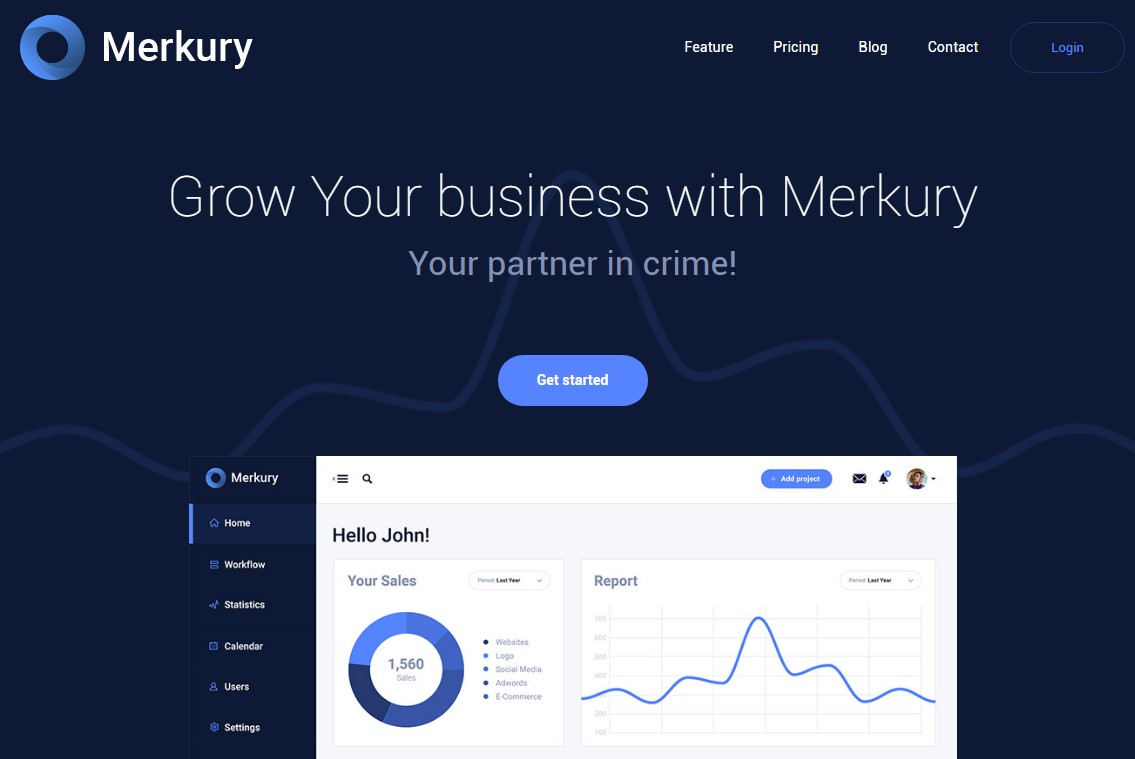 Merkury
Feature Pricing Blog Contact Login
Grow Your business with Merkury
Your partner in crime!
Get started
Merkury
+ Add project
Home
Hello John!
Workflow
Your Sales
Period: Last Year
Report
Period: Last Year
Statistics
Calendar
Users
Settings
1,560
Sales
Websites
Logo
Social Media
Adwords
E-Commerce
700
600
500
400
200
100